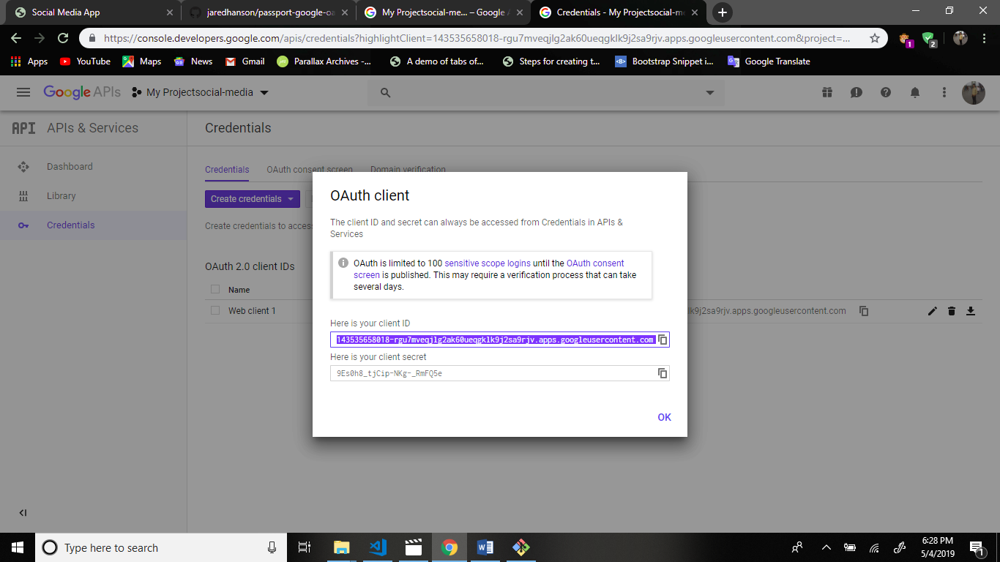 Social Media App
jaredhanson/passport-google-oa
My Projectsocial-me... – Google A
Credentials - My Projectsocial-me
https://console.developers.google.com/apis/credentials?highlightClient=143535658018-rgu7mveqjlg2ak60ueqgklk9j2sa9rjv.apps.googleusercontent.com&project=...
1
2
Apps
YouTube
Maps
News
Gmail
Parallax Archives -...
A demo of tabs of...
Steps for creating t...
Bootstrap Snippet i...
Google Translate
Google APIs
My Projectsocial-media
API APIs & Services
Credentials
Dashboard
Library
Credentials
Credentials
OAuth consent screen
Domain verification
Create credentials
Create credentials to access
OAuth 2.0 client IDs
Name
Web client 1
lk9j2sa9rjv.apps.googleusercontent.com
OAuth client
The client ID and secret can always be accessed from Credentials in APIs &
Services
OAuth is limited to 100 sensitive scope logins until the OAuth consent
screen is published. This may require a verification process that can take
several days.
Here is your client ID
143535658018-rgu7mveqjlg2ak60ueqgklk9j2sa9rjv.apps.googleusercontent.com
Here is your client secret
9Es0h8_tjCip-NKg-_RmFQ5e
OK
Type here to search
6:28 PM
5/4/2019
1